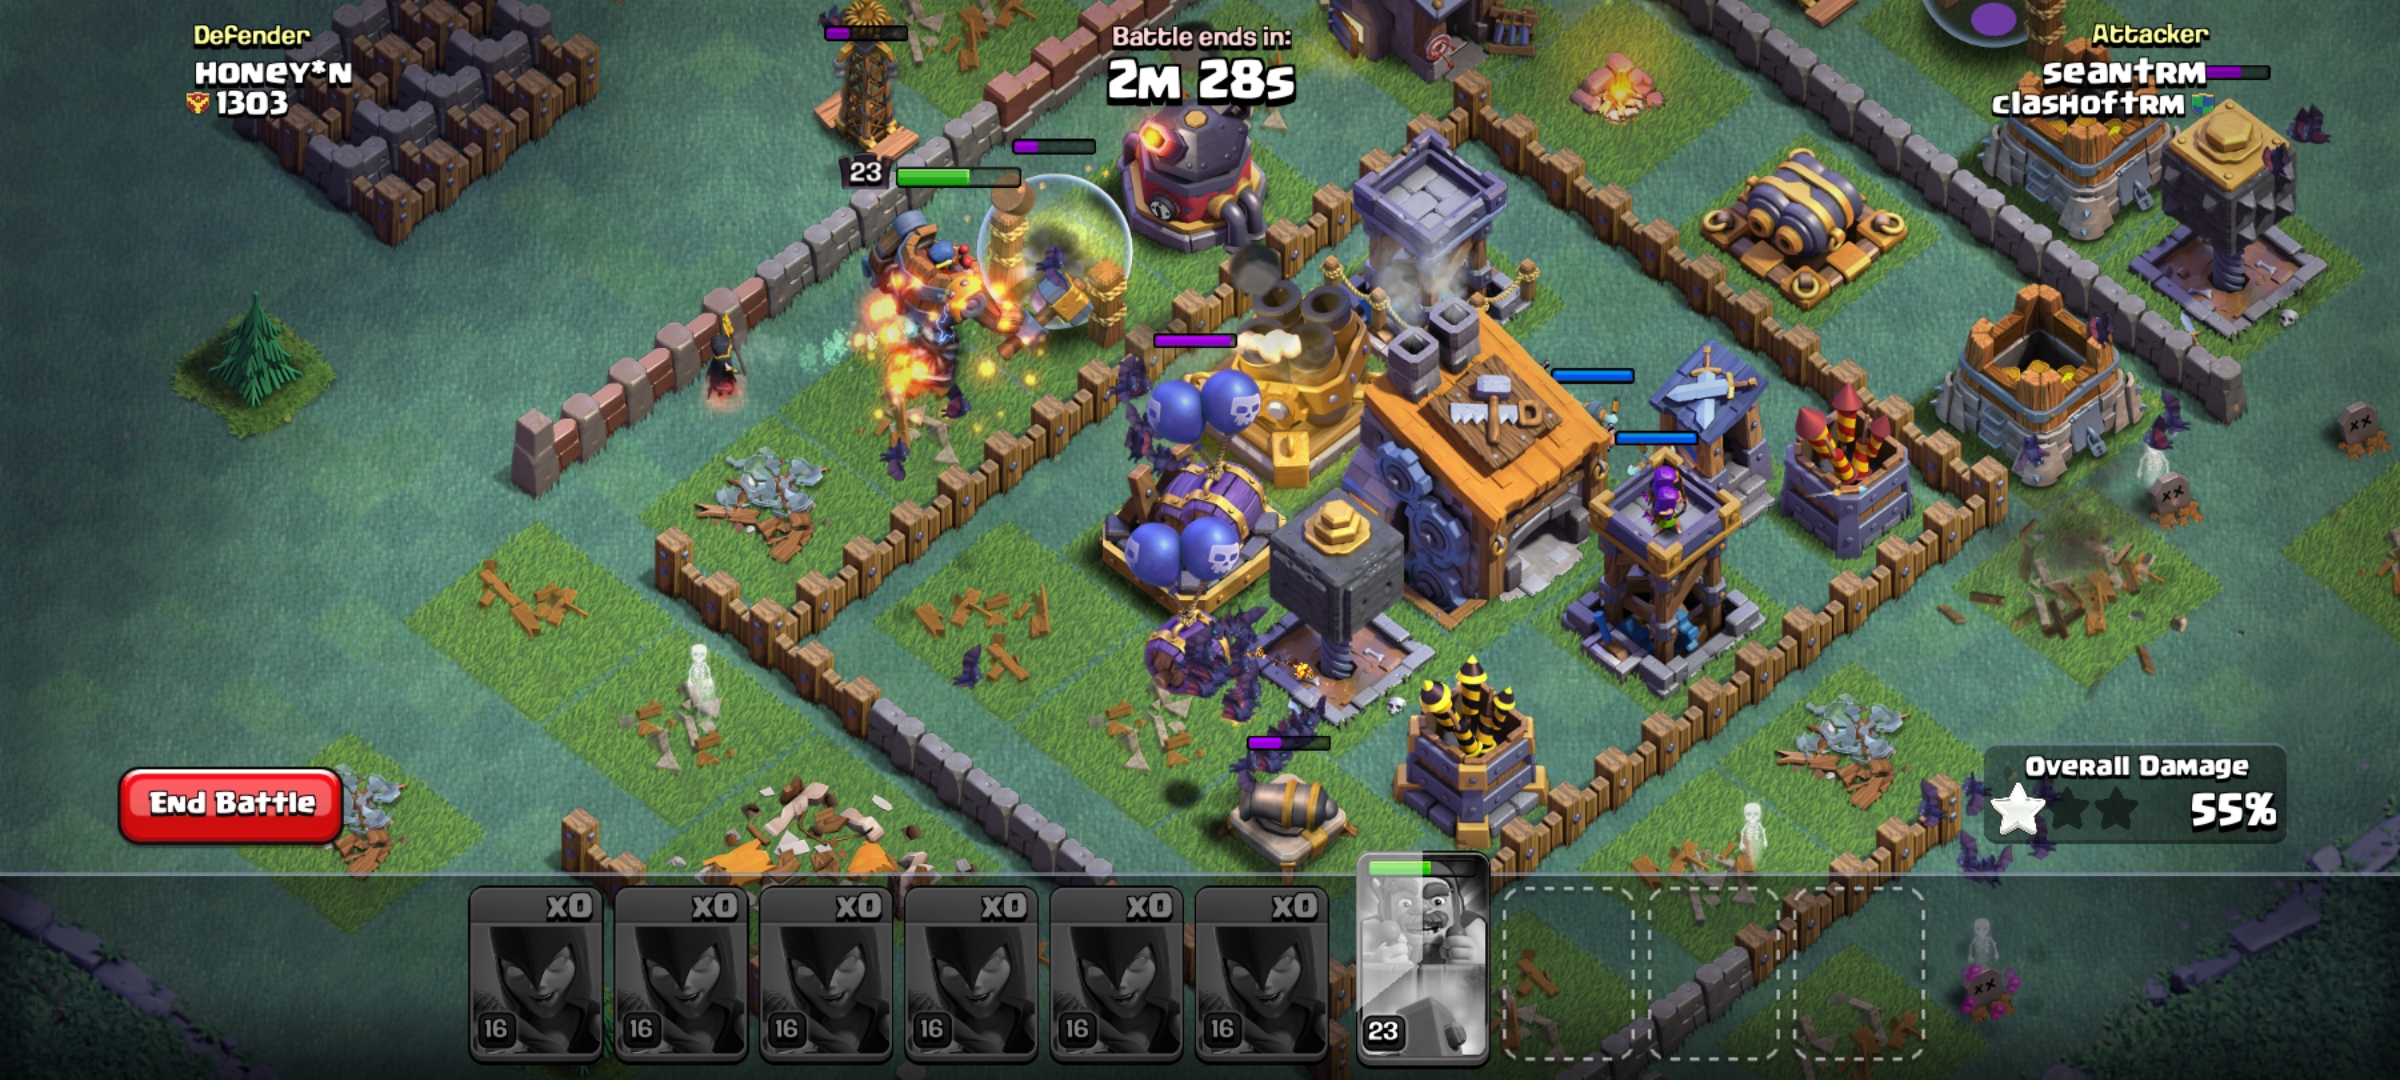 Defender
HONEY*N
1303
Battle ends in:
2M 28S
Attacker
seantRM
clashoftRM
23
End Battle
Overall Damage
55%
x0
x0
x0
x0
x0
x0
16
16
16
16
16
16
23